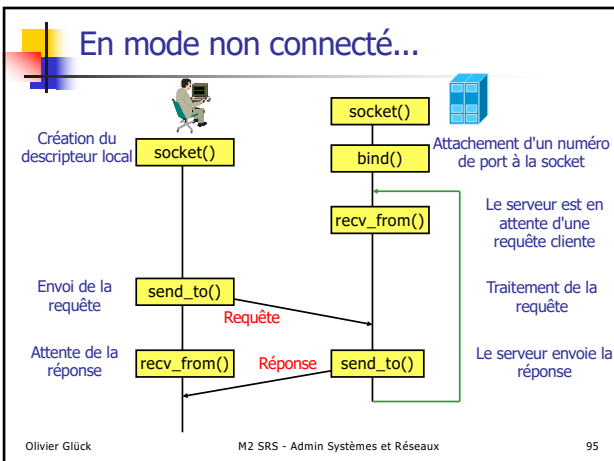 En mode non connecté...
socket()
Création du
descripteur local
socket()
bind()
Attachement d'un numéro
de port à la socket
recv_from()
Le serveur est en
attente d'une
requête cliente
Envoi de la
requête
send_to()
Requête
Traitement de la
requête
Attente de la
réponse
recv_from()
Réponse
send_to()
Le serveur envoie la
réponse
Olivier Glück
M2 SRS - Admin Systèmes et Réseaux
95